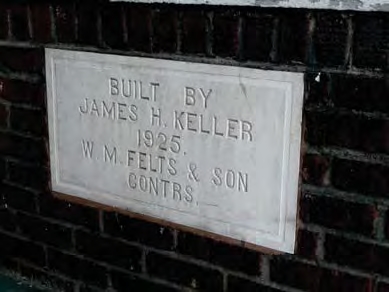 BUILT BY
JAMES H. KELLER
1925.
W. M. FELTS & SON
CONTRS.